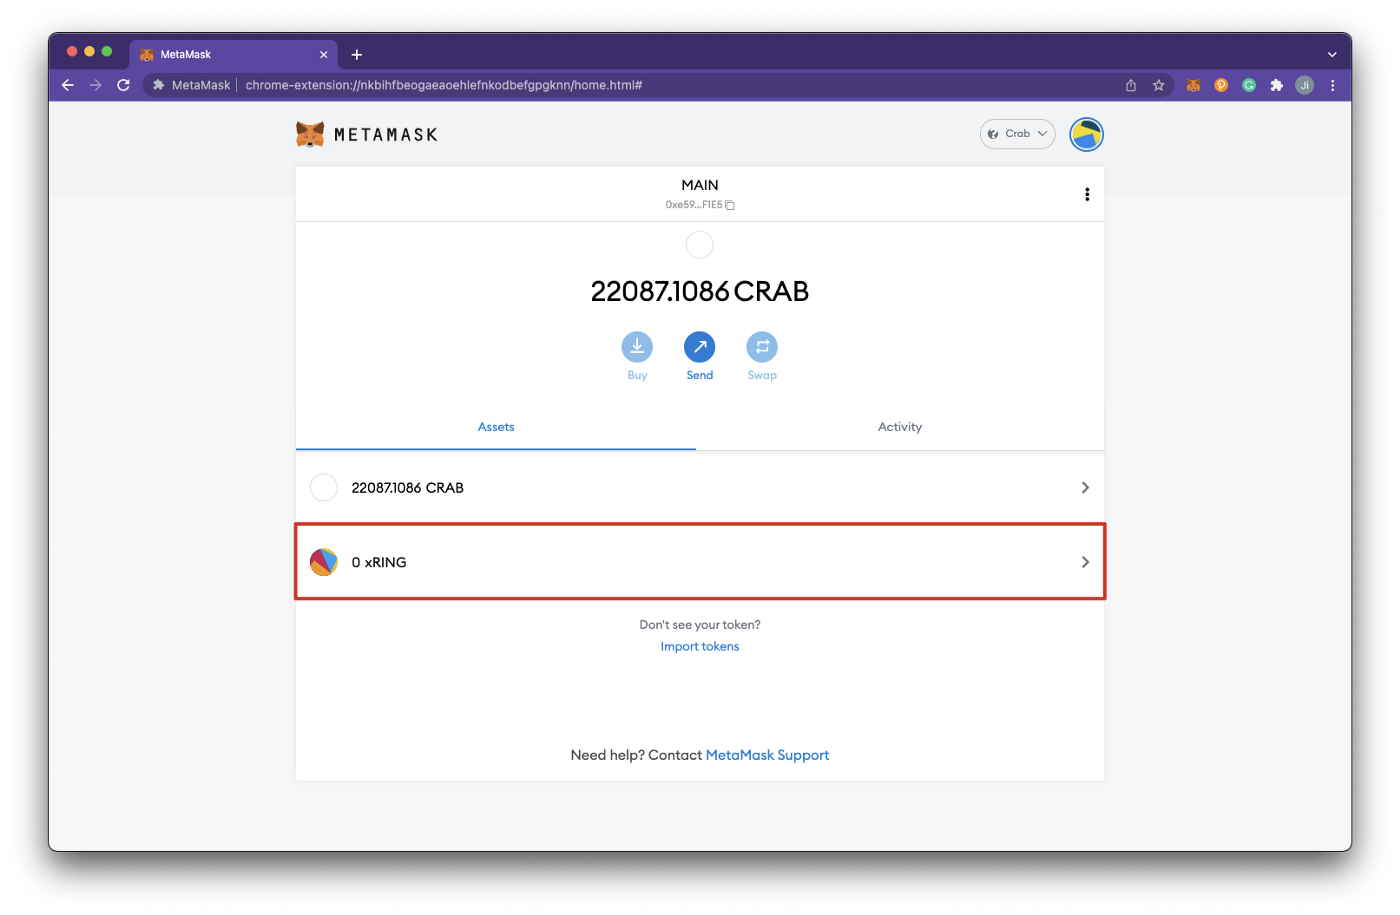 MetaMask
MetaMask chrome-extension://nkbihfbeogaeaoehlefnkodbefgpgknn/home.html#
Ji
METAMASK
Crab
MAIN
0xe59...F1E5
22087.1086 CRAB
Buy Send Swap
Assets Activity
22087.1086 CRAB
0 xRING
Don't see your token?
Import tokens
Need help? Contact MetaMask Support